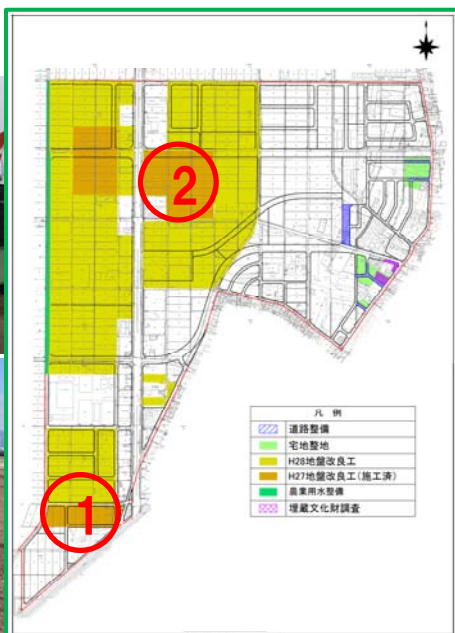 ②
①
凡 例
道路整備
宅地整地
H28地盤改良工
H27地盤改良工(施工済)
農業用水整備
埋蔵文化財調査